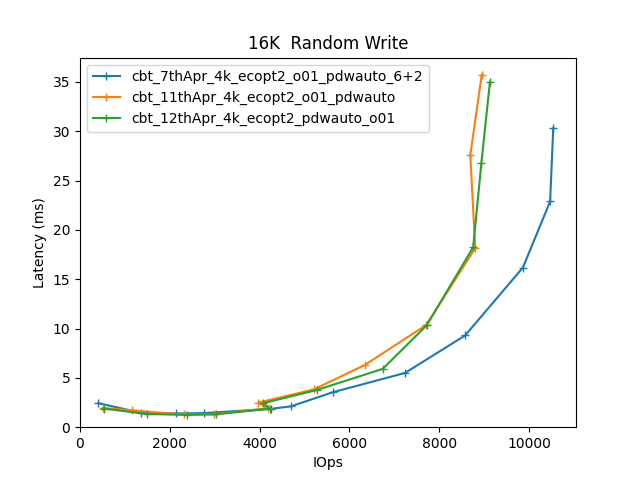 16K  Random Write
cbt_7thApr_4k_ecopt2_o01_pdwauto_6+2
cbt_11thApr_4k_ecopt2_o01_pdwauto
cbt_12thApr_4k_ecopt2_pdwauto_o01
Latency (ms)
35
30
25
20
15
10
5
0
0 2000 4000 6000 8000 10000
IOps